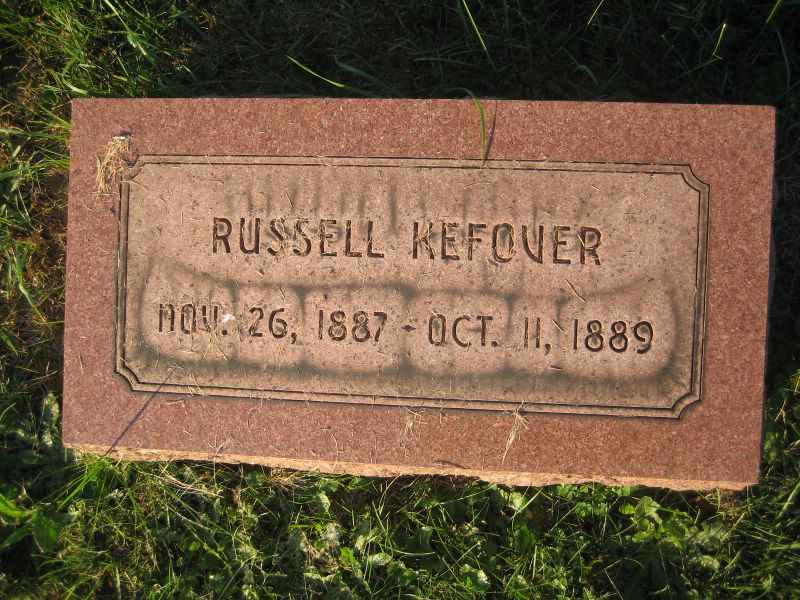 RUSSELL KEFOVER
NOV. 26, 1887 - OCT. 11, 1889